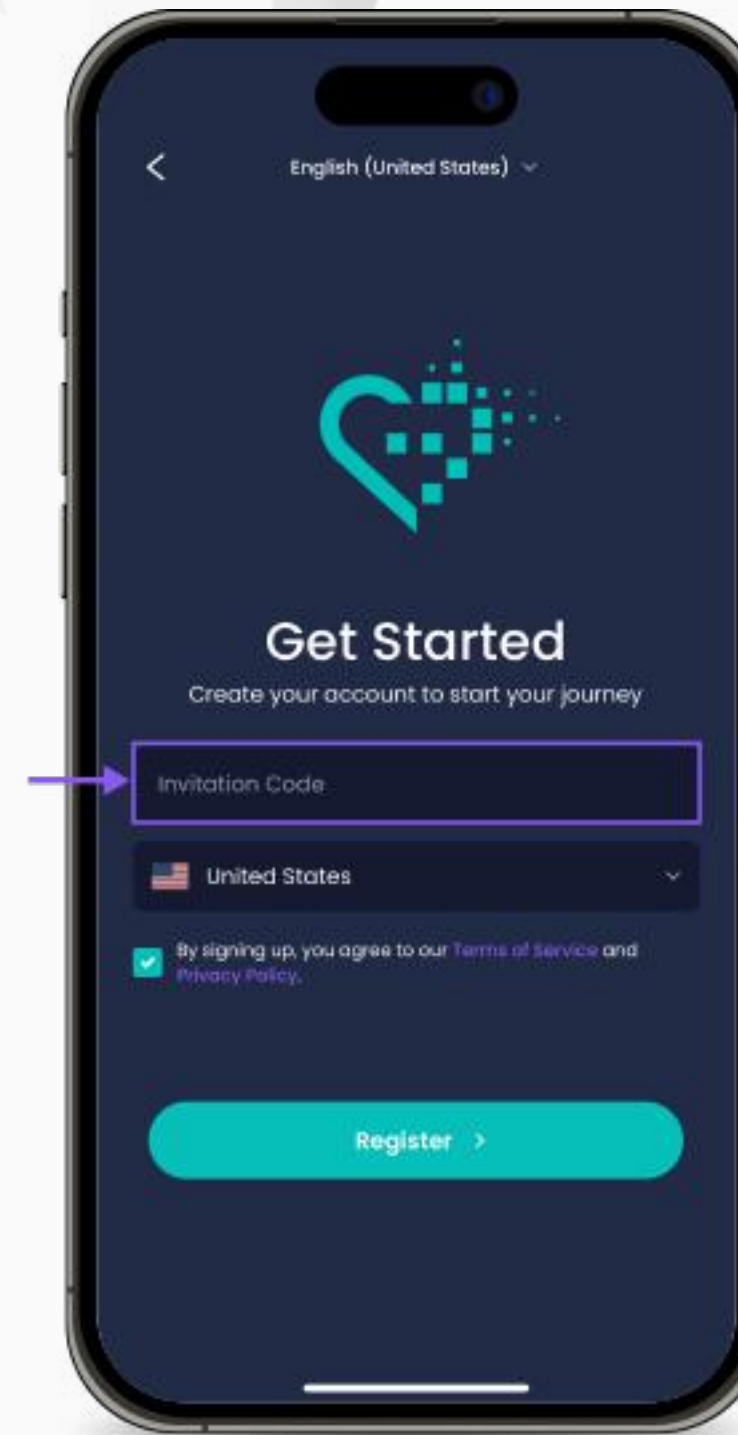 English (United States)
Get Started
Create your account to start your journey
Invitation Code
United States
By signing up, you agree to our Terms of Service and
Privacy Policy.
Register